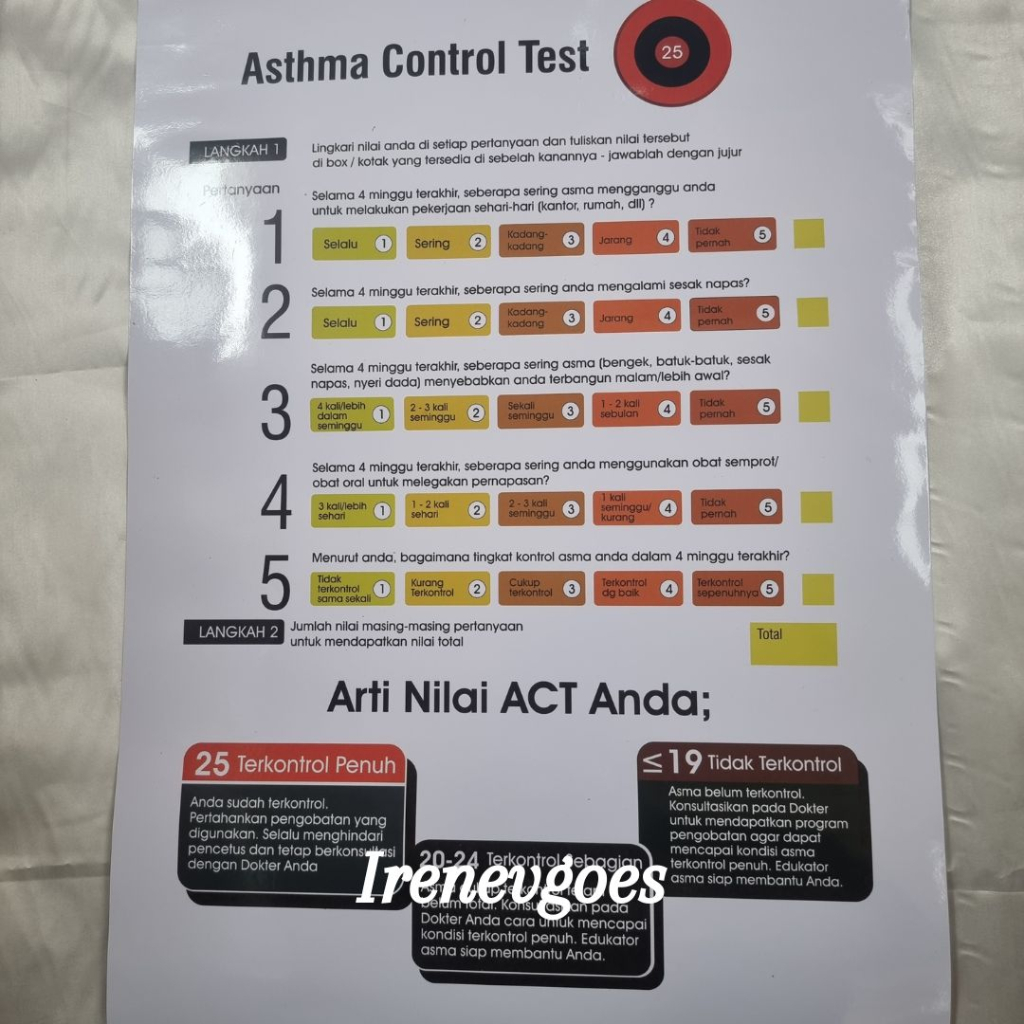 Asthma Control Test
25
LANGKAH 1
Lingkari nilai anda di setiap pertanyaan dan tuliskan nilai tersebut
di box / kotak yang tersedia di sebelah kanannya - jawablah dengan jujur
Pertanyaan
1
Selama 4 minggu terakhir, seberapa sering asma mengganggu anda
untuk melakukan pekerjaan sehari-hari (kantor, rumah, dll) ?
Selalu 1 Sering 2 Kadang-kadang 3 Jarang 4 Tidak pernah 5
2
Selama 4 minggu terakhir, seberapa sering anda mengalami sesak napas?
Selalu 1 Sering 2 Kadang-kadang 3 Jarang 4 Tidak pernah 5
3
Selama 4 minggu terakhir, seberapa sering asma (bengek, batuk-batuk, sesak
napas, nyeri dada) menyebabkan anda terbangun malam/lebih awal?
4 kali/lebih dalam seminggu 1 2 - 3 kali seminggu 2 Sekali seminggu 3 1 - 2 kali sebulan 4 Tidak pernah 5
4
Selama 4 minggu terakhir, seberapa sering anda menggunakan obat semprot/
obat oral untuk melegakan pernapasan?
3 kali/lebih sehari 1 1 - 2 kali sehari 2 2 - 3 kali seminggu 3 1 kali seminggu/ kurang 4 Tidak pernah 5
5
Menurut anda, bagaimana tingkat kontrol asma anda dalam 4 minggu terakhir?
Tidak terkontrol sama sekali 1 Kurang Terkontrol 2 Cukup terkontrol 3 Terkontrol dg baik 4 Terkontrol sepenuhnya 5
LANGKAH 2
Jumlah nilai masing-masing pertanyaan
untuk mendapatkan nilai total
Total
Arti Nilai ACT Anda;
25 Terkontrol Penuh
Anda sudah terkontrol.
Pertahankan pengobatan yang
digunakan. Selalu menghindari
pencetus dan tetap berkonsultasi
dengan Dokter Anda
20-24 Terkontrol Sebagian
belum total. Konsultasikan pada
Dokter Anda cara untuk mencapai
kondisi terkontrol penuh. Edukator
asma siap membantu Anda.
≤19 Tidak Terkontrol
Asma belum terkontrol.
Konsultasikan pada Dokter
untuk mendapatkan program
pengobatan agar dapat
mencapai kondisi asma
terkontrol penuh. Edukator
asma siap membantu Anda.
Irenevgoes